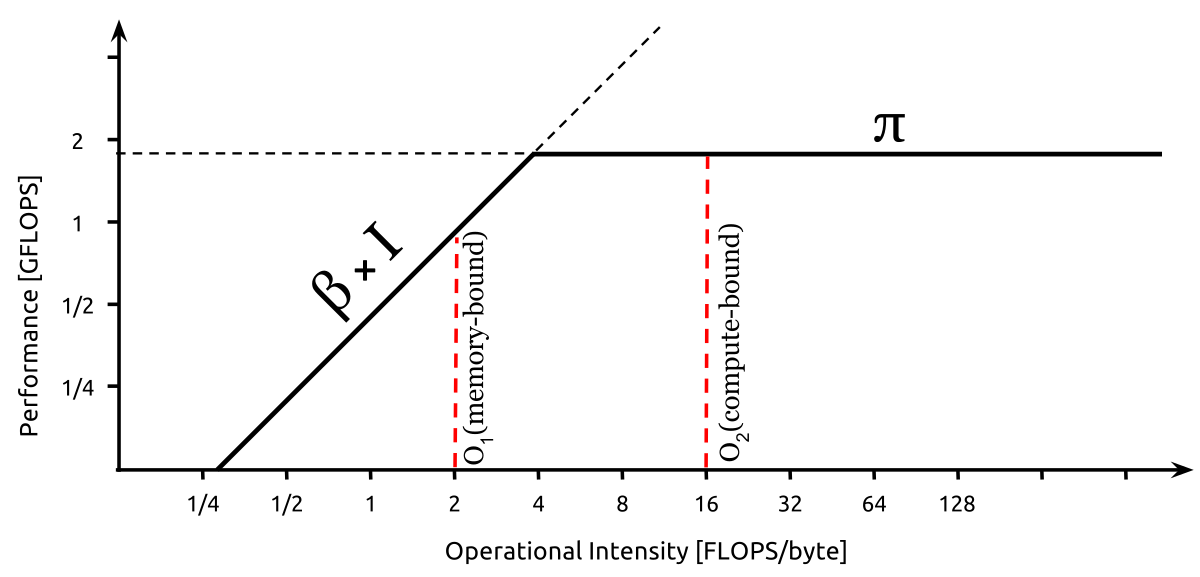 π
2
1
1/2
1/4
Performance [GFLOPS]
β × I
O1(memory-bound)
O2(compute-bound)
1/4 1/2 1 2 4 8 16 32 64 128
Operational Intensity [FLOPS/byte]